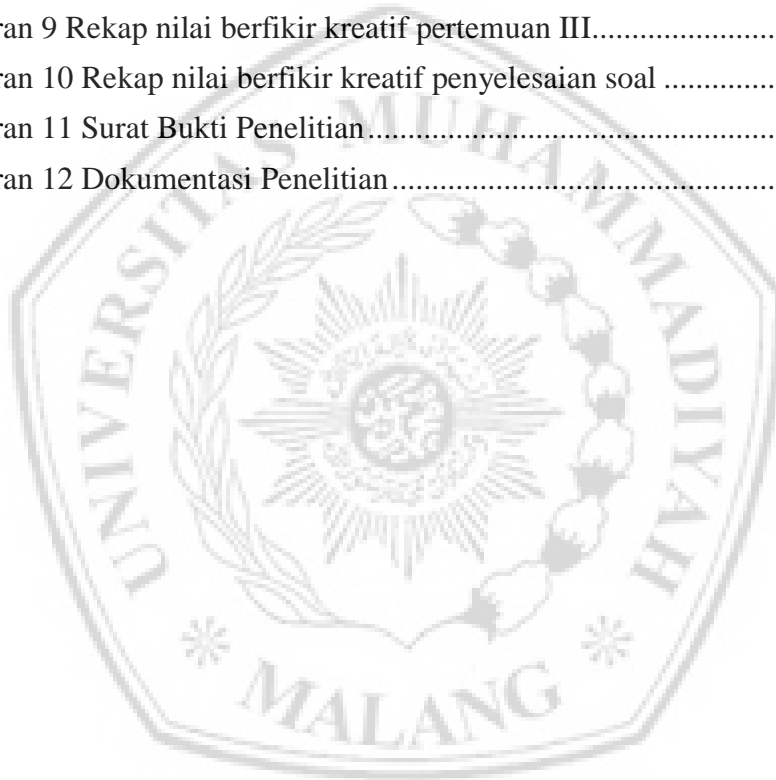 ran 9 Rekap nilai berfikir kreatif pertemuan III.......................
ran 10 Rekap nilai berfikir kreatif penyelesaian soal ..............
ran 11 Surat Bukti Penelitian....................................................
ran 12 Dokumentasi Penelitian.................................................
UNIVERSITAS MUHAMMADIYAH
MALANG